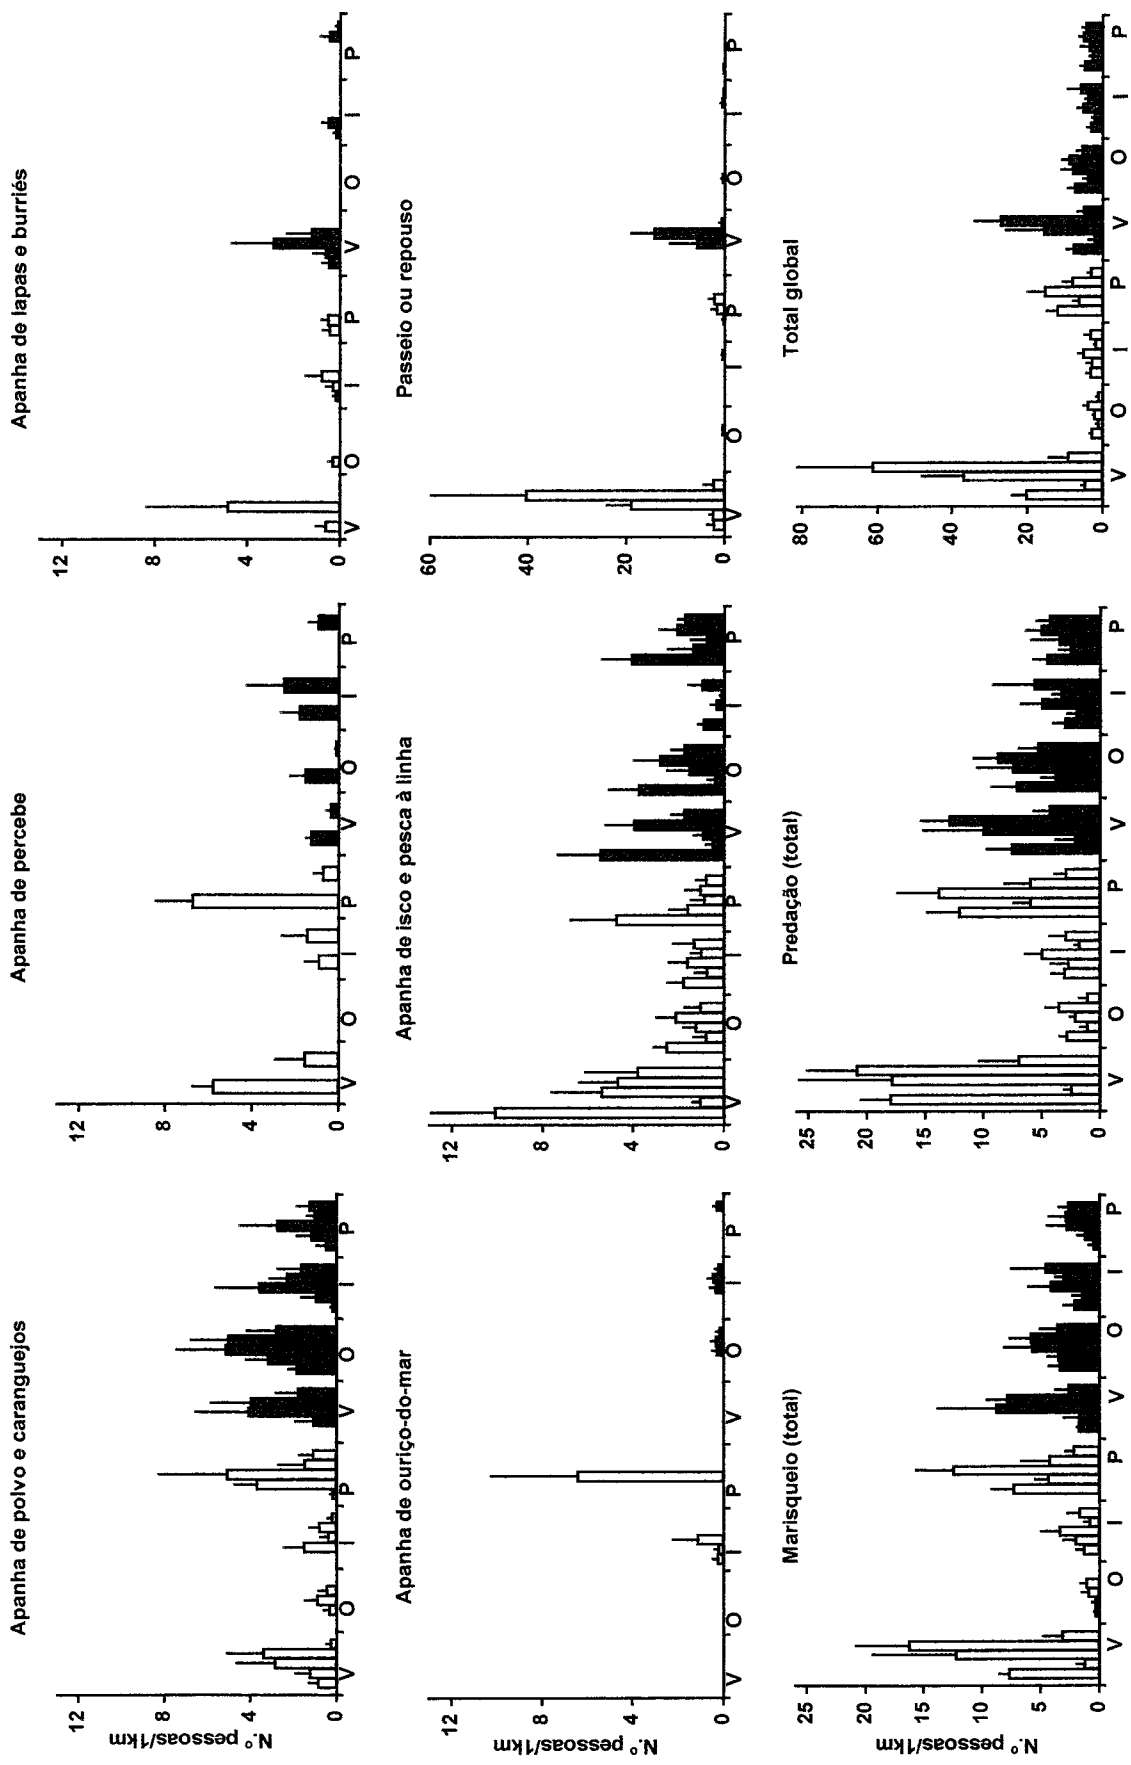 Apanha de polvo e caranguejos
Apanha de percebe
Apanha de lapas e burriés
N.º pessoas/1km
12
8
4
0
V O I P V O I P
12
8
4
0
V O I P V O I P
12
8
4
0
V O I P V O I P
Apanha de ouriço-do-mar
Apanha de isco e pesca à linha
Passeio ou repouso
N.º pessoas/1km
12
8
4
0
V O I P V O I P
12
8
4
0
V O I P V O I P
60
40
20
0
V O I P V O I P
Marisqueio (total)
Predação (total)
Total global
N.º pessoas/1km
25
20
15
10
5
0
V O I P V O I P
25
20
15
10
5
0
V O I P V O I P
80
60
40
20
0
V O I P V O I P